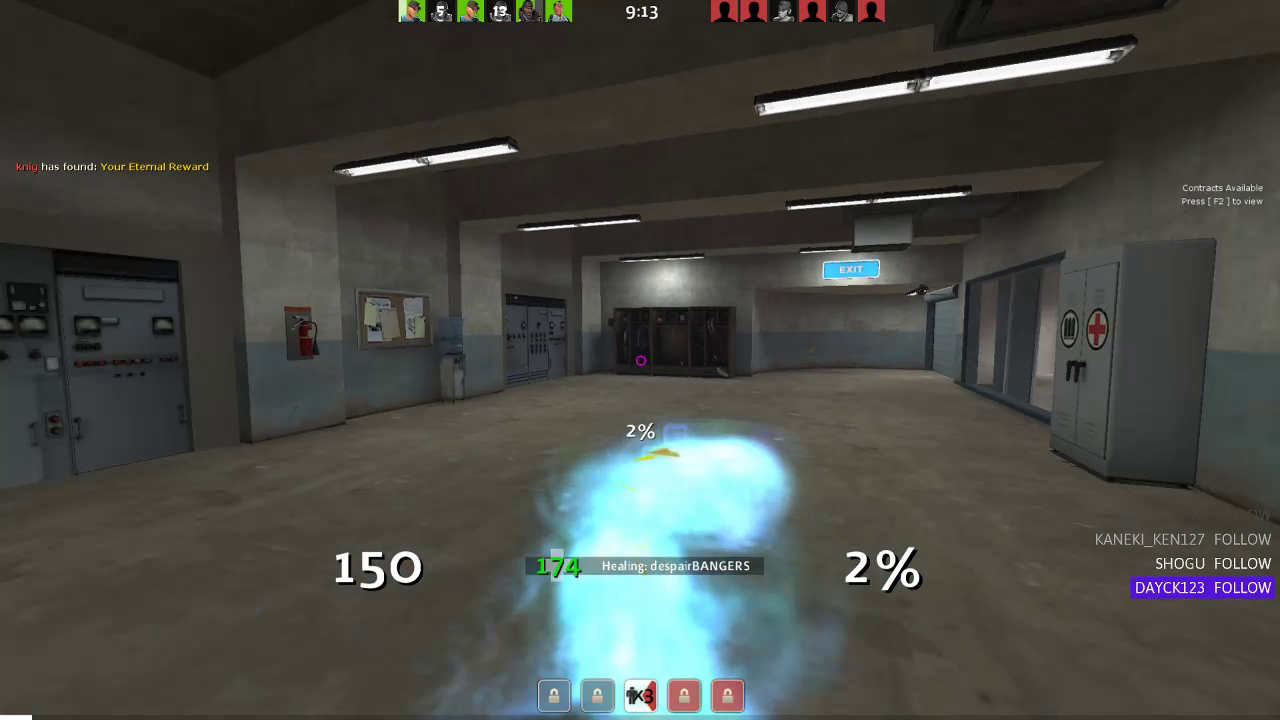 5
13
9:13
knig has found: Your Eternal Reward
Contracts Available
Press [ F2 ] to view
EXIT
2%
150
174 Healing: despairBANGERS
2%
KANEKI_KEN127 FOLLOW
SHOGU FOLLOW
DAYCK123 FOLLOW
X3